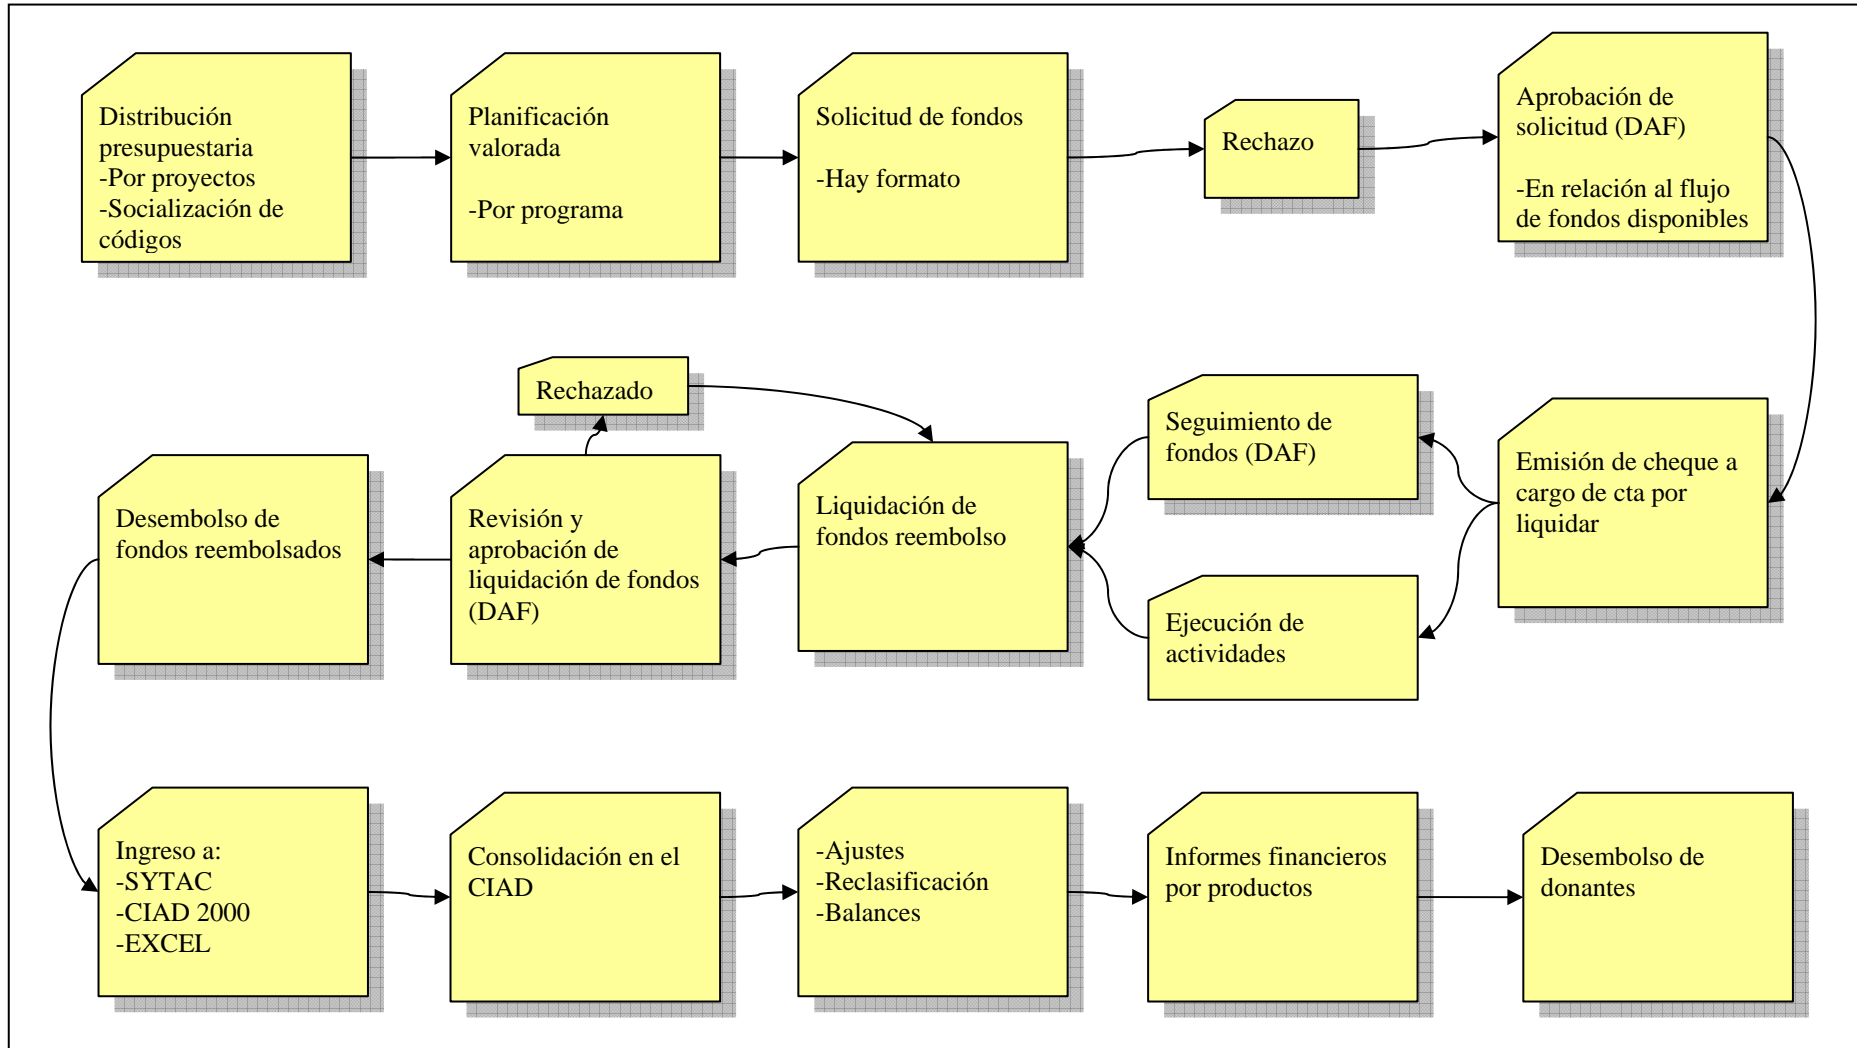 Distribución
presupuestaria
-Por proyectos
-Socialización de
códigos
Planificación
valorada
-Por programa
Solicitud de fondos
-Hay formato
Rechazo
Aprobación de
solicitud (DAF)
-En relación al flujo
de fondos disponibles
Emisión de cheque a
cargo de cta por
liquidar
Seguimiento de
fondos (DAF)
Ejecución de
actividades
Liquidación de
fondos reembolso
Rechazado
Revisión y
aprobación de
liquidación de fondos
(DAF)
Desembolso de
fondos reembolsados
Ingreso a:
-SYTAC
-CIAD 2000
-EXCEL
Consolidación en el
CIAD
-Ajustes
-Reclasificación
-Balances
Informes financieros
por productos
Desembolso de
donantes